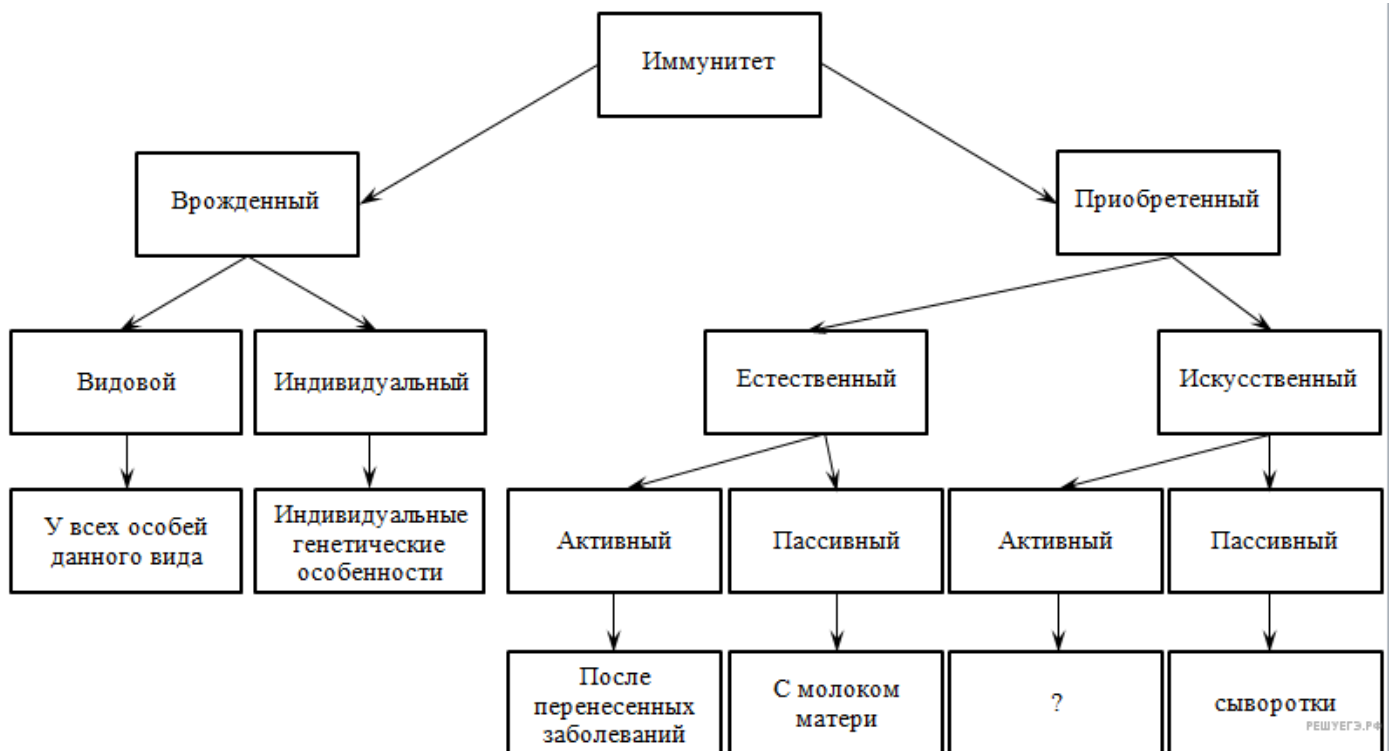 Иммунитет
Врожденный
Приобретенный
Видовой
Индивидуальный
Естественный
Искусственный
У всех особей
данного вида
Индивидуальные
генетические
особенности
Активный
Пассивный
Активный
Пассивный
После
перенесенных
заболеваний
С молоком
матери
?
сыворотки
РЕШУЕГЭ.РФ